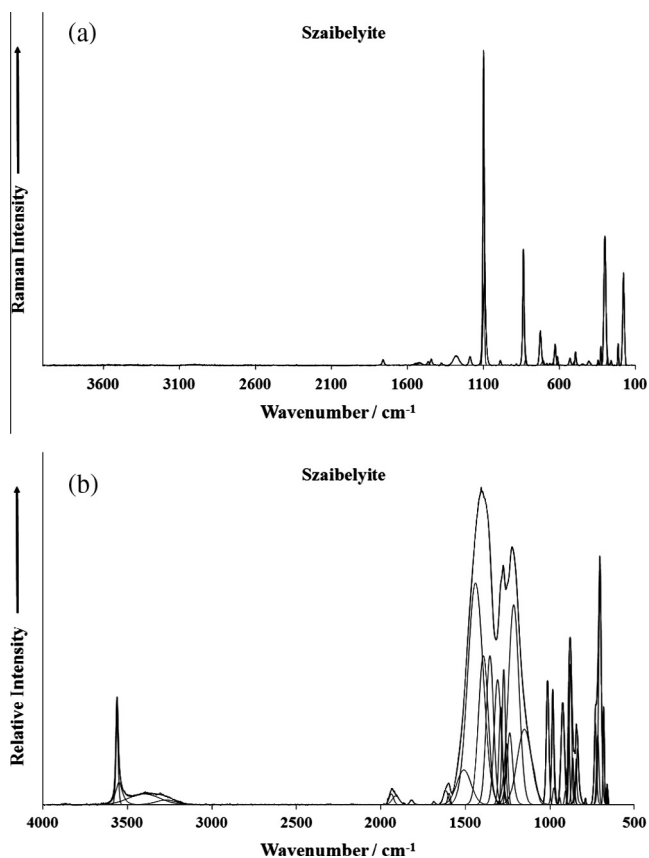 (a)
Szaibelyite
Raman Intensity
3600 3100 2600 2100 1600 1100 600 100
Wavenumber / cm-1
(b)
Szaibelyite
Relative Intensity
4000 3500 3000 2500 2000 1500 1000 500
Wavenumber / cm-1